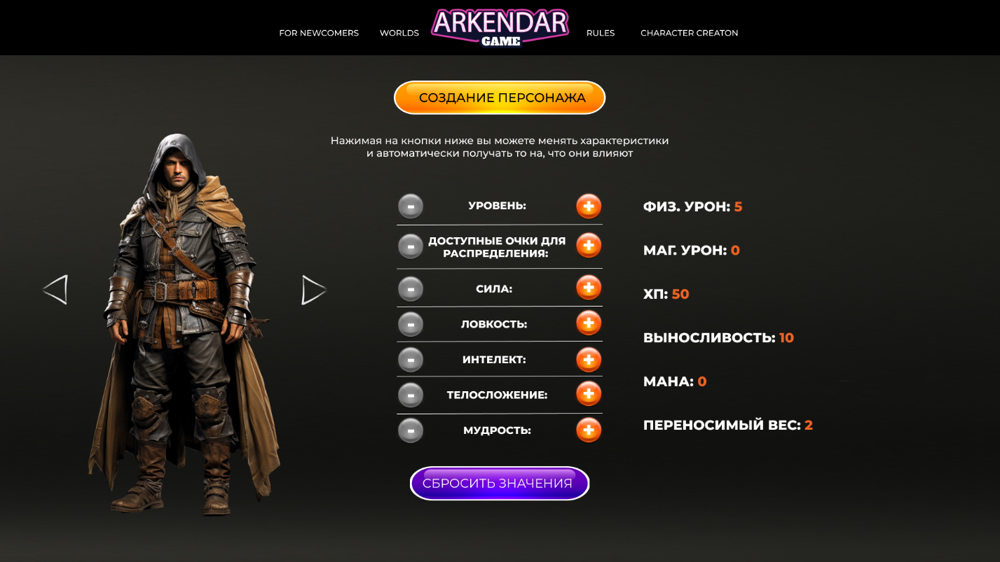 FOR NEWCOMERS WORLDS ARKENDAR GAME RULES CHARACTER CREATON
СОЗДАНИЕ ПЕРСОНАЖА
Нажимая на кнопки ниже вы можете менять характеристики
и автоматически получать то на, что они влияют
- УРОВЕНЬ: +
- ДОСТУПНЫЕ ОЧКИ ДЛЯ
РАСПРЕДЕЛЕНИЯ: +
- СИЛА: +
- ЛОВКОСТЬ: +
- ИНТЕЛЕКТ: +
- ТЕЛОСЛОЖЕНИЕ: +
- МУДРОСТЬ: +
ФИЗ. УРОН: 5
МАГ. УРОН: 0
ХП: 50
ВЫНОСЛИВОСТЬ: 10
МАНА: 0
ПЕРЕНОСИМЫЙ ВЕС: 2
СБРОСИТЬ ЗНАЧЕНИЯ